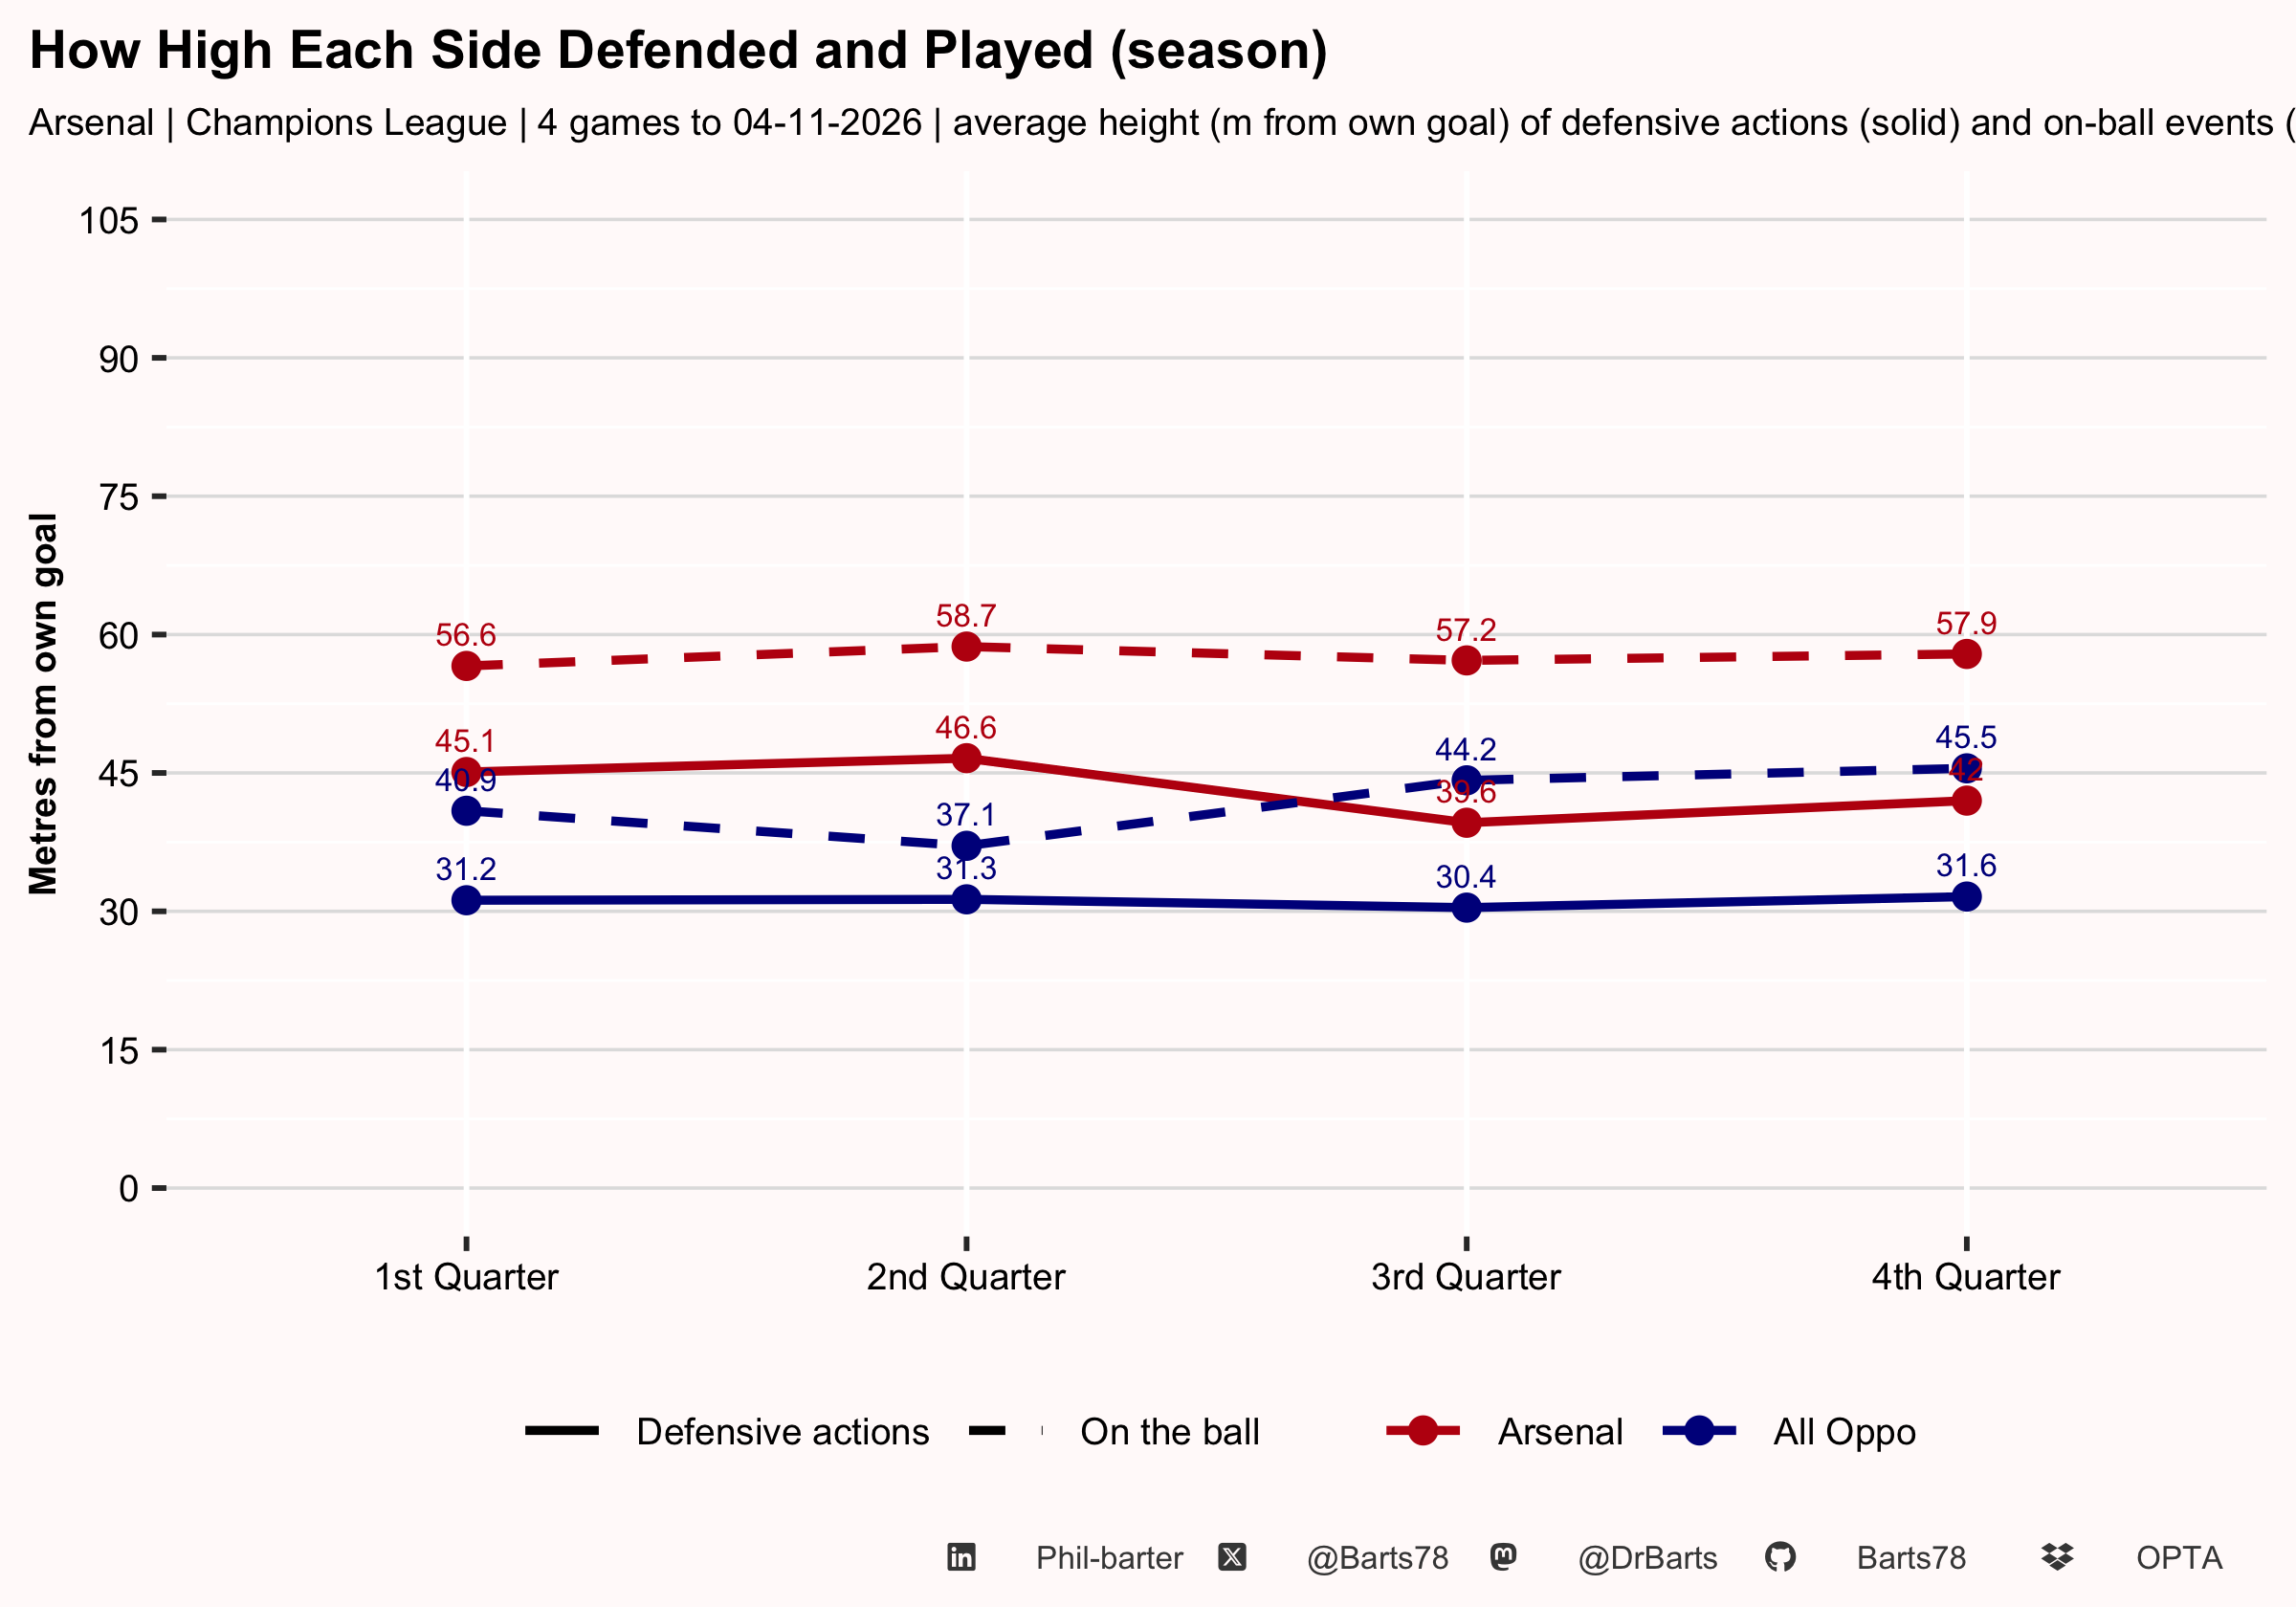 How High Each Side Defended and Played (season)
Arsenal | Champions League | 4 games to 04-11-2026 | average height (m from own goal) of defensive actions (solid) and on-ball events (
105
90
75
60
45
30
15
0
Metres from own goal
56.6
58.7
57.2
57.9
45.1
46.6
39.6
42
40.9
37.1
44.2
45.5
31.2
31.3
30.4
31.6
1st Quarter
2nd Quarter
3rd Quarter
4th Quarter
Defensive actions
On the ball
Arsenal
All Oppo
Phil-barter
@Barts78
@DrBarts
Barts78
OPTA